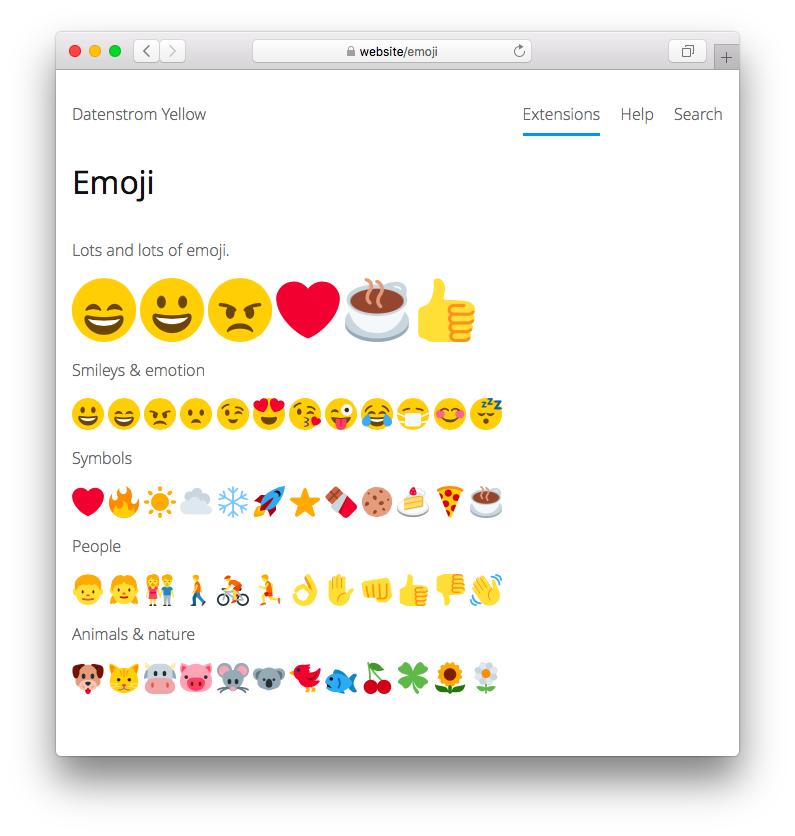 website/emoji
Datenstrom Yellow
Extensions
Help
Search
Emoji
Lots and lots of emoji.
Smileys & emotion
Symbols
People
Animals & nature